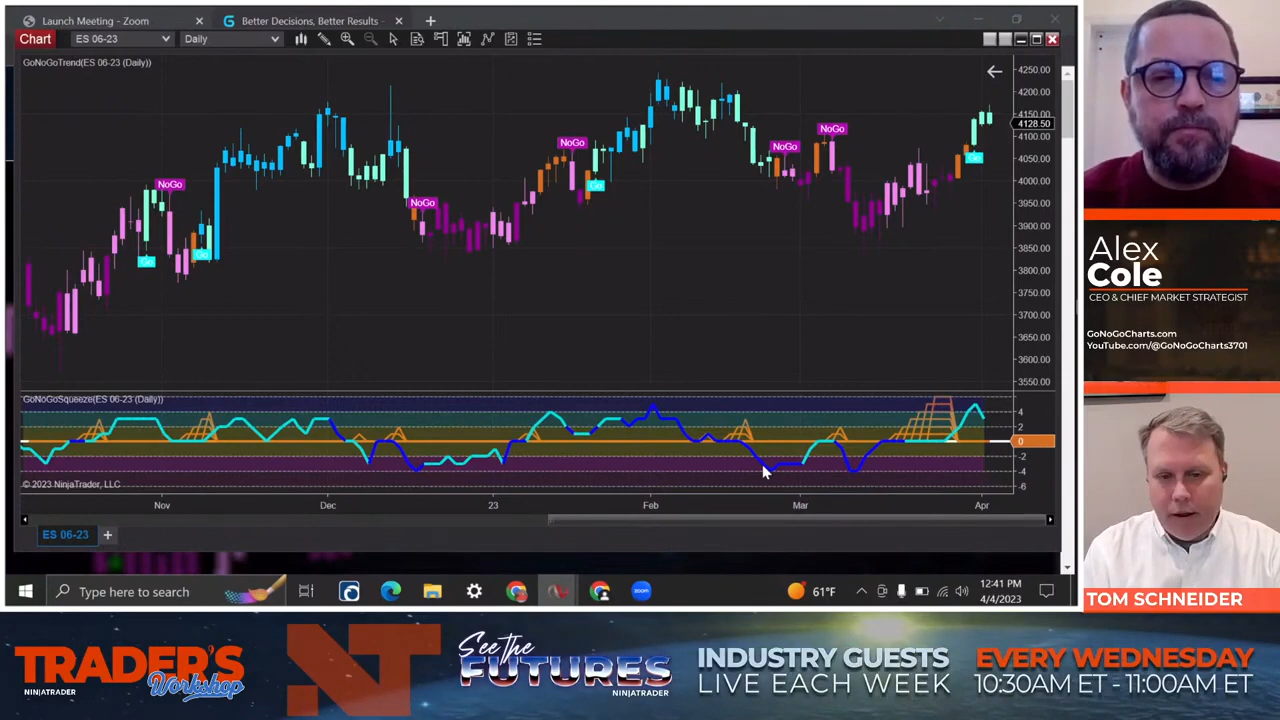 Launch Meeting - Zoom
Better Decisions, Better Results -
Chart
ES 06-23
Daily
GoNoGoTrend(ES 06-23 (Daily))
4250.00
4150.00
4128.50
4100.00
4050.00
4000.00
3950.00
3900.00
3850.00
3800.00
3750.00
3700.00
3650.00
3600.00
3550.00
NoGo
NoGo
NoGo
NoGo
NoGo
Go
Go
Go
Go
GoNoGoSqueeze(ES 06-23 (Daily))
4
2
0
-2
-4
-6
© 2023 NinjaTrader, LLC
Nov
Dec
23
Feb
Mar
Apr
ES 06-23
Type here to search
61°F
12:41 PM
4/4/2023
Alex
Cole
CEO & CHIEF MARKET STRATEGIST
GoNoGoCharts.com
YouTube.com/@GoNoGoCharts3701
TOM SCHNEIDER
TRADER'S
Workshop
NINJATRADER
NT
See the
FUTURES
NINJATRADER
INDUSTRY GUESTS
LIVE EACH WEEK
EVERY WEDNESDAY
10:30AM ET - 11:00AM ET